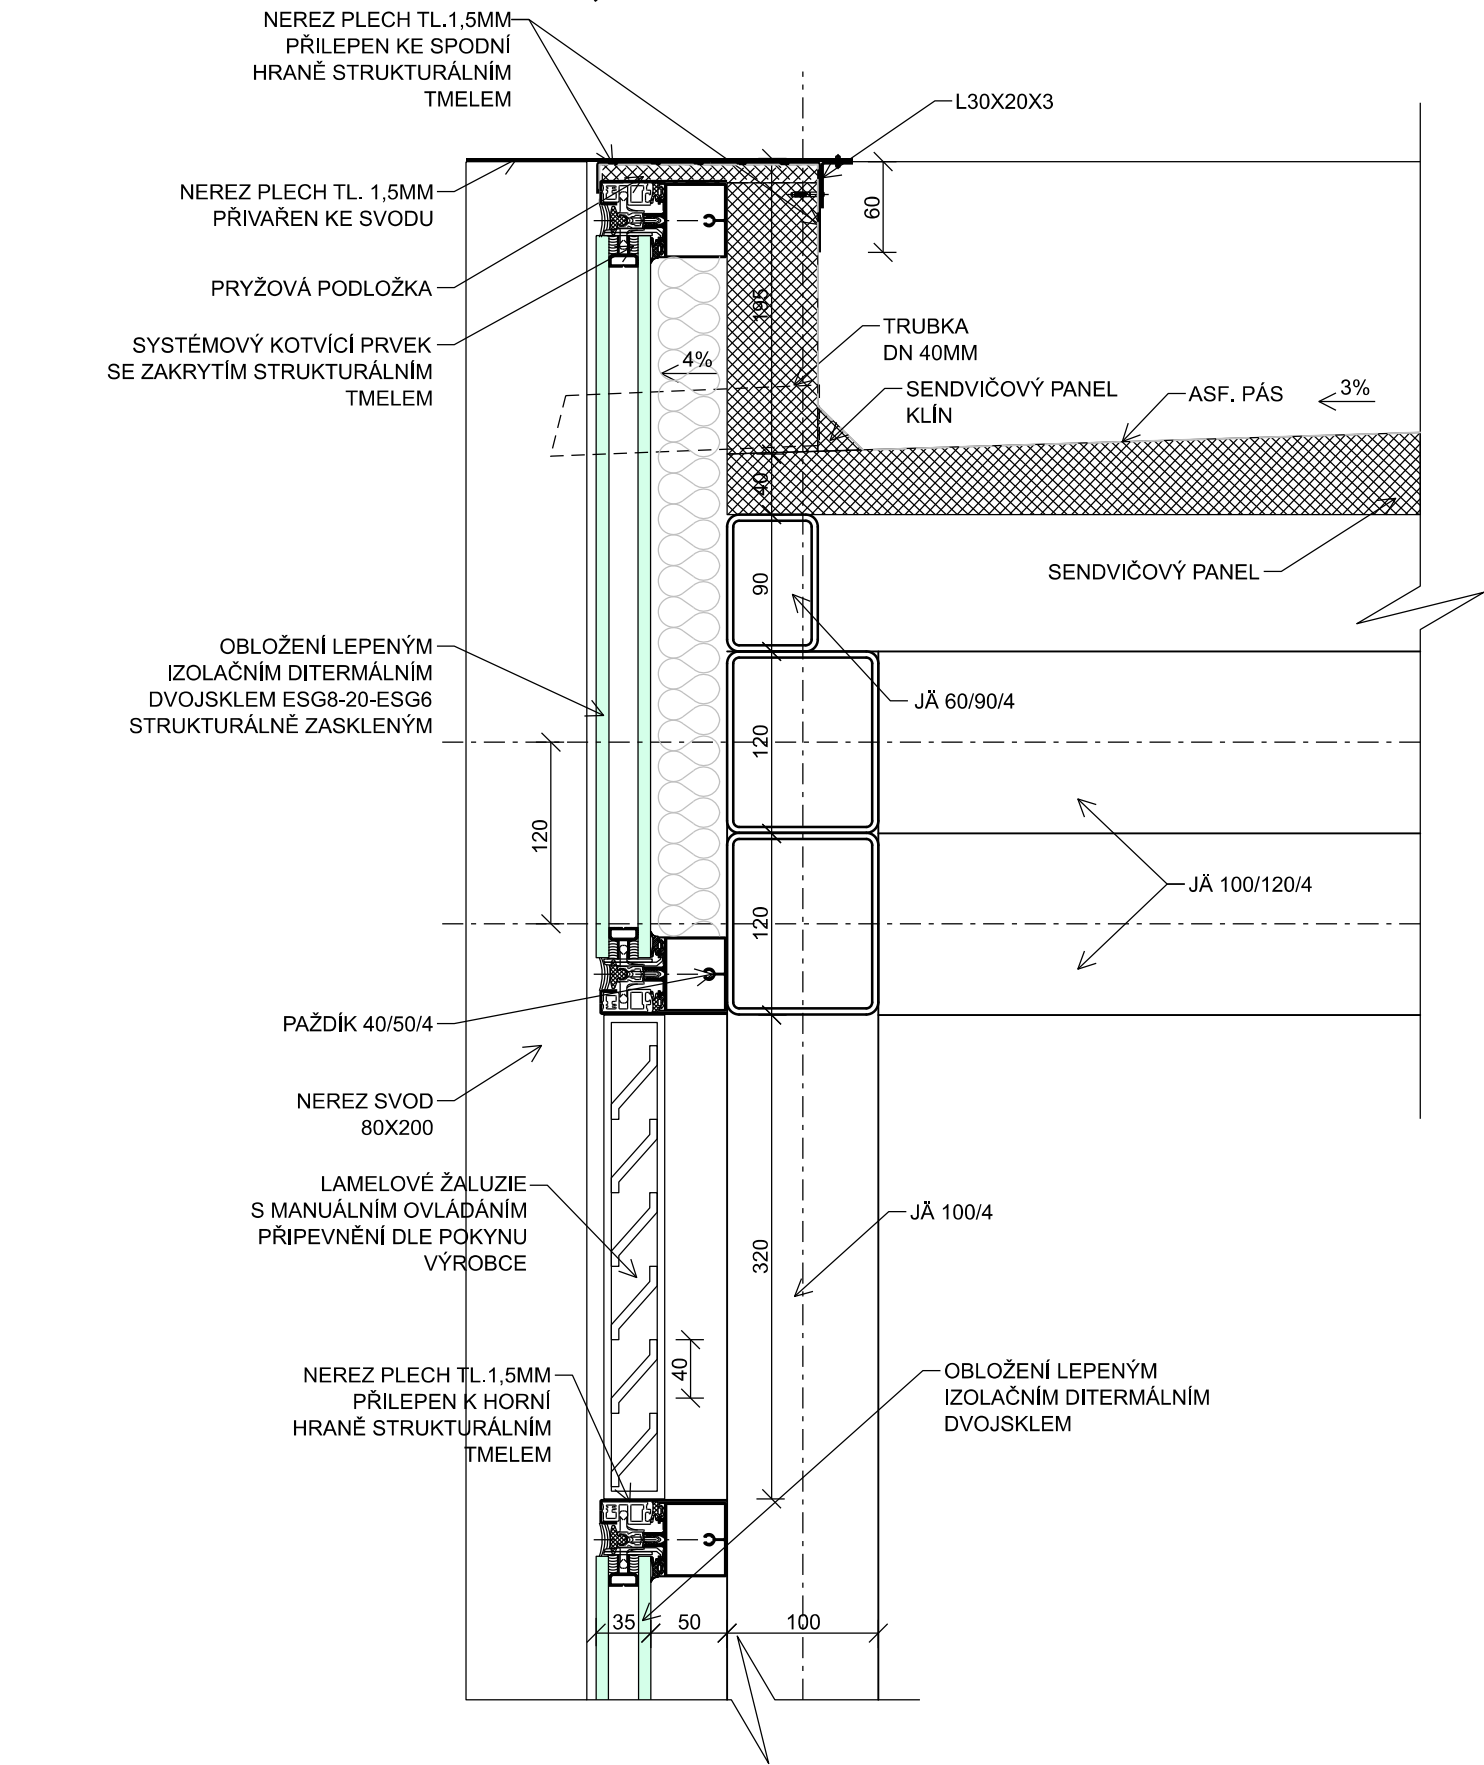 NEREZ PLECH TL.1,5MM
PŘILEPEN KE SPODNÍ
HRANĚ STRUKTURÁLNÍM
TMELEM
L30X20X3
NEREZ PLECH TL. 1,5MM
PŘIVAŘEN KE SVODU
60
PRYŽOVÁ PODLOŽKA
195
SYSTÉMOVÝ KOTVÍCÍ PRVEK
SE ZAKRYTÍM STRUKTURÁLNÍM
TMELEM
4%
TRUBKA
DN 40MM
SENDVIČOVÝ PANEL
KLÍN
ASF. PÁS
3%
40
SENDVIČOVÝ PANEL
90
OBLOŽENÍ LEPENÝM
IZOLAČNÍM DITERMÁLNÍM
DVOJSKLEM ESG8-20-ESG6
STRUKTURÁLNĚ ZASKLENÝM
JÄ 60/90/4
120
120
JÄ 100/120/4
120
PAŽDÍK 40/50/4
NEREZ SVOD
80X200
LAMELOVÉ ŽALUZIE
S MANUÁLNÍM OVLÁDÁNÍM
PŘIPEVNĚNÍ DLE POKYNU
VÝROBCE
JÄ 100/4
320
40
NEREZ PLECH TL.1,5MM
PŘILEPEN K HORNÍ
HRANĚ STRUKTURÁLNÍM
TMELEM
OBLOŽENÍ LEPENÝM
IZOLAČNÍM DITERMÁLNÍM
DVOJSKLEM
35
50
100